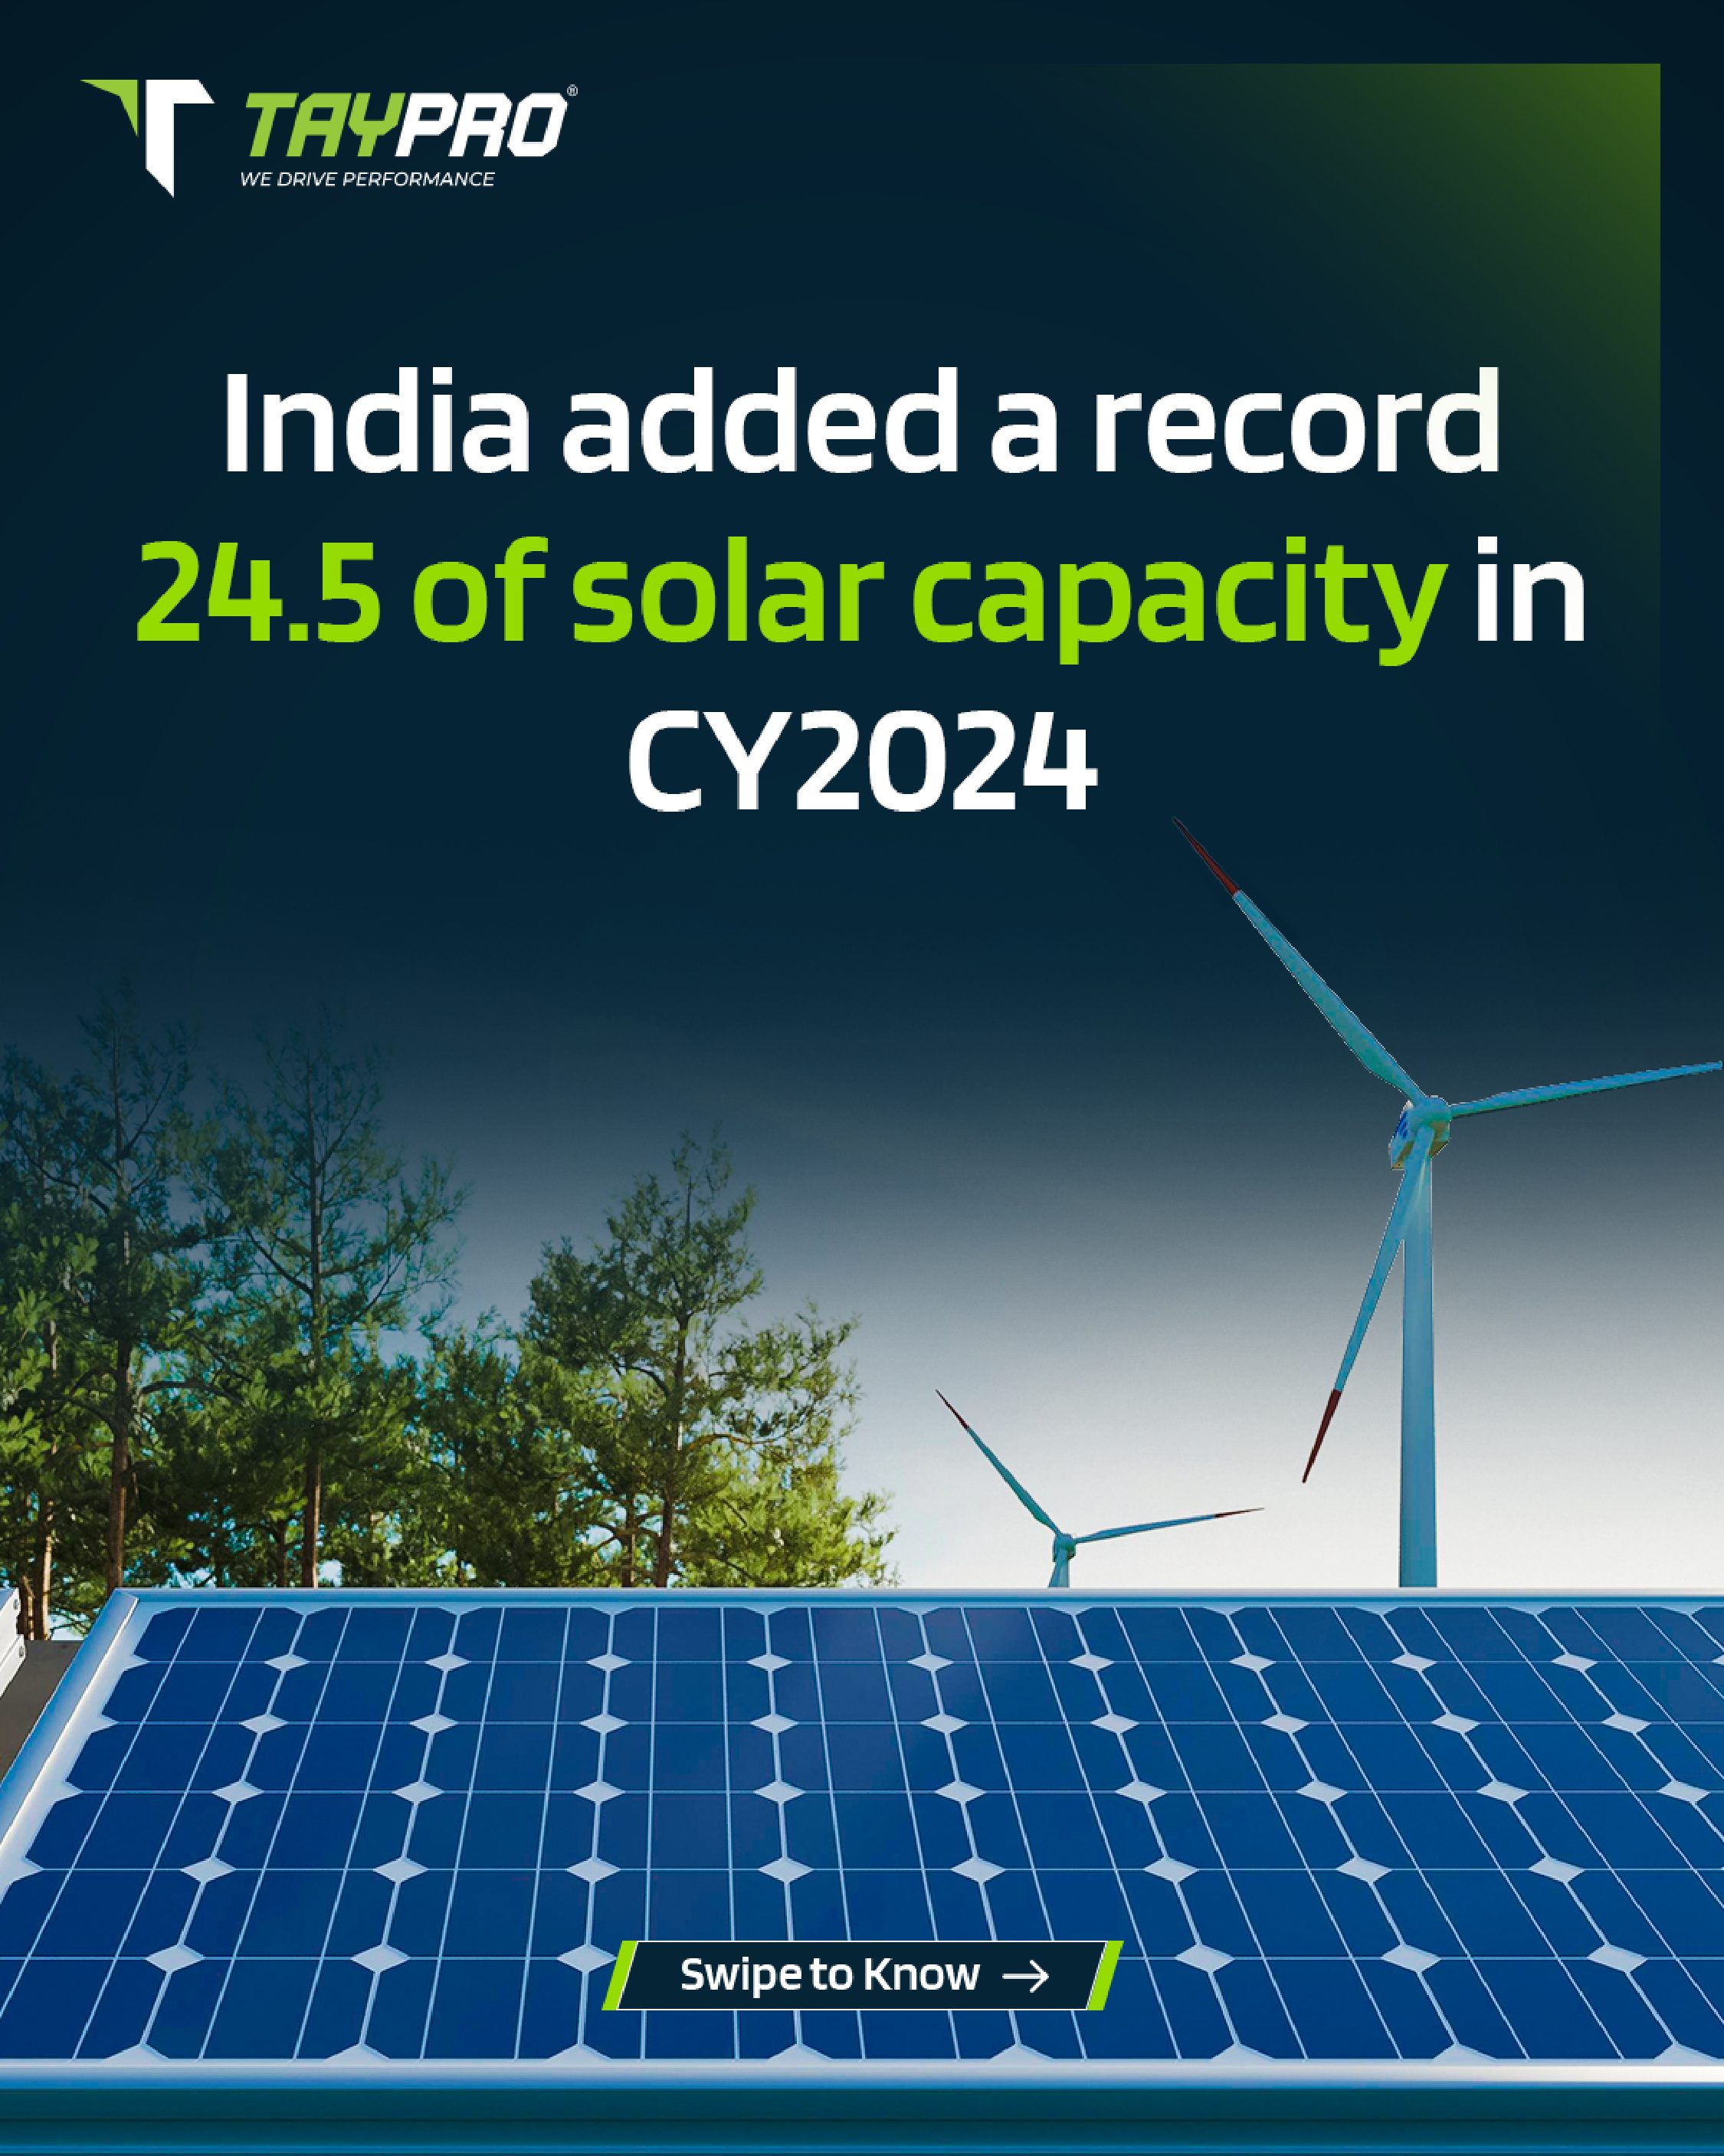 TAYPRO®
WE DRIVE PERFORMANCE
India added a record
24.5 of solar capacity in
CY2024
Swipe to Know →